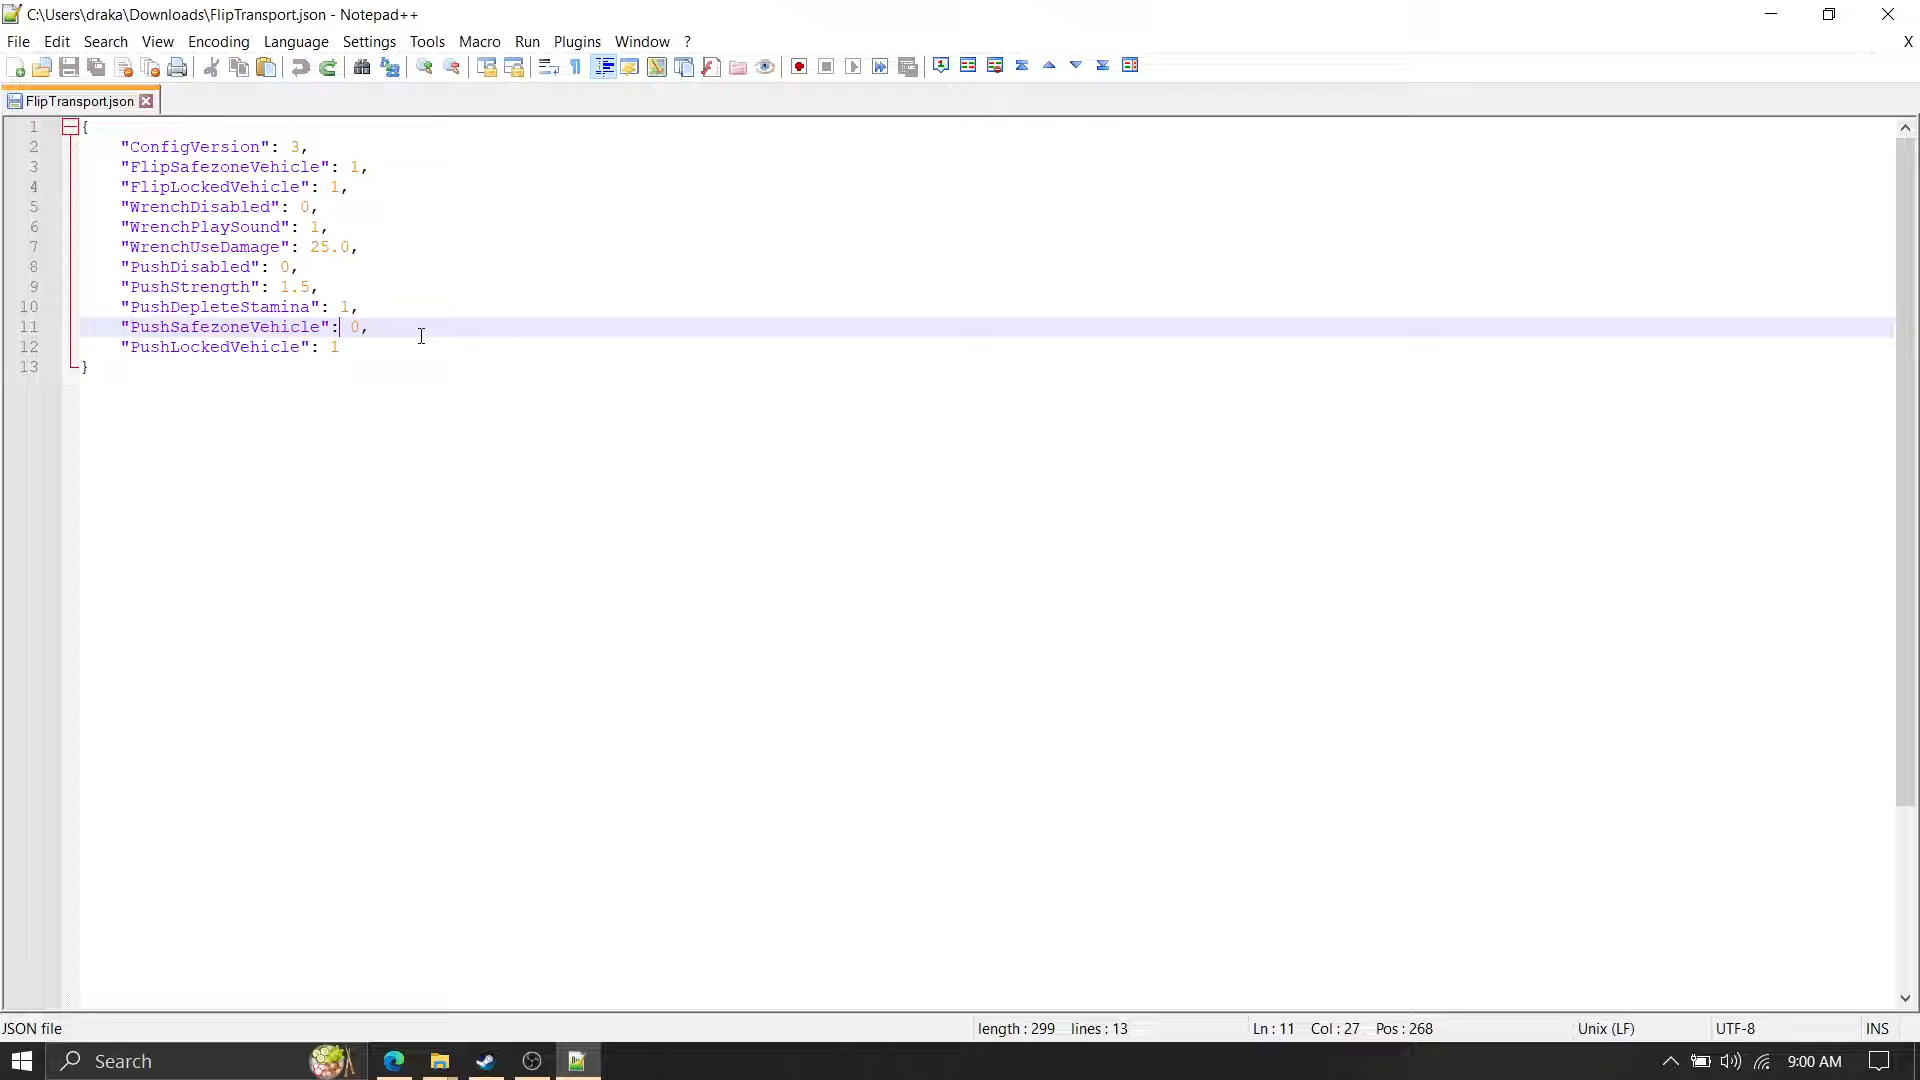 C:\Users\draka\Downloads\FlipTransport.json - Notepad++
File Edit Search View Encoding Language Settings Tools Macro Run Plugins Window ? X
FlipTransport.json
1 {
2 "ConfigVersion": 3,
3 "FlipSafezoneVehicle": 1,
4 "FlipLockedVehicle": 1,
5 "WrenchDisabled": 0,
6 "WrenchPlaySound": 1,
7 "WrenchUseDamage": 25.0,
8 "PushDisabled": 0,
9 "PushStrength": 1.5,
10 "PushDepleteStamina": 1,
11 "PushSafezoneVehicle": 0,
12 "PushLockedVehicle": 1
13 }
JSON file length : 299 lines : 13 Ln : 11 Col : 27 Pos : 268 Unix (LF) UTF-8 INS
Search 9:00 AM